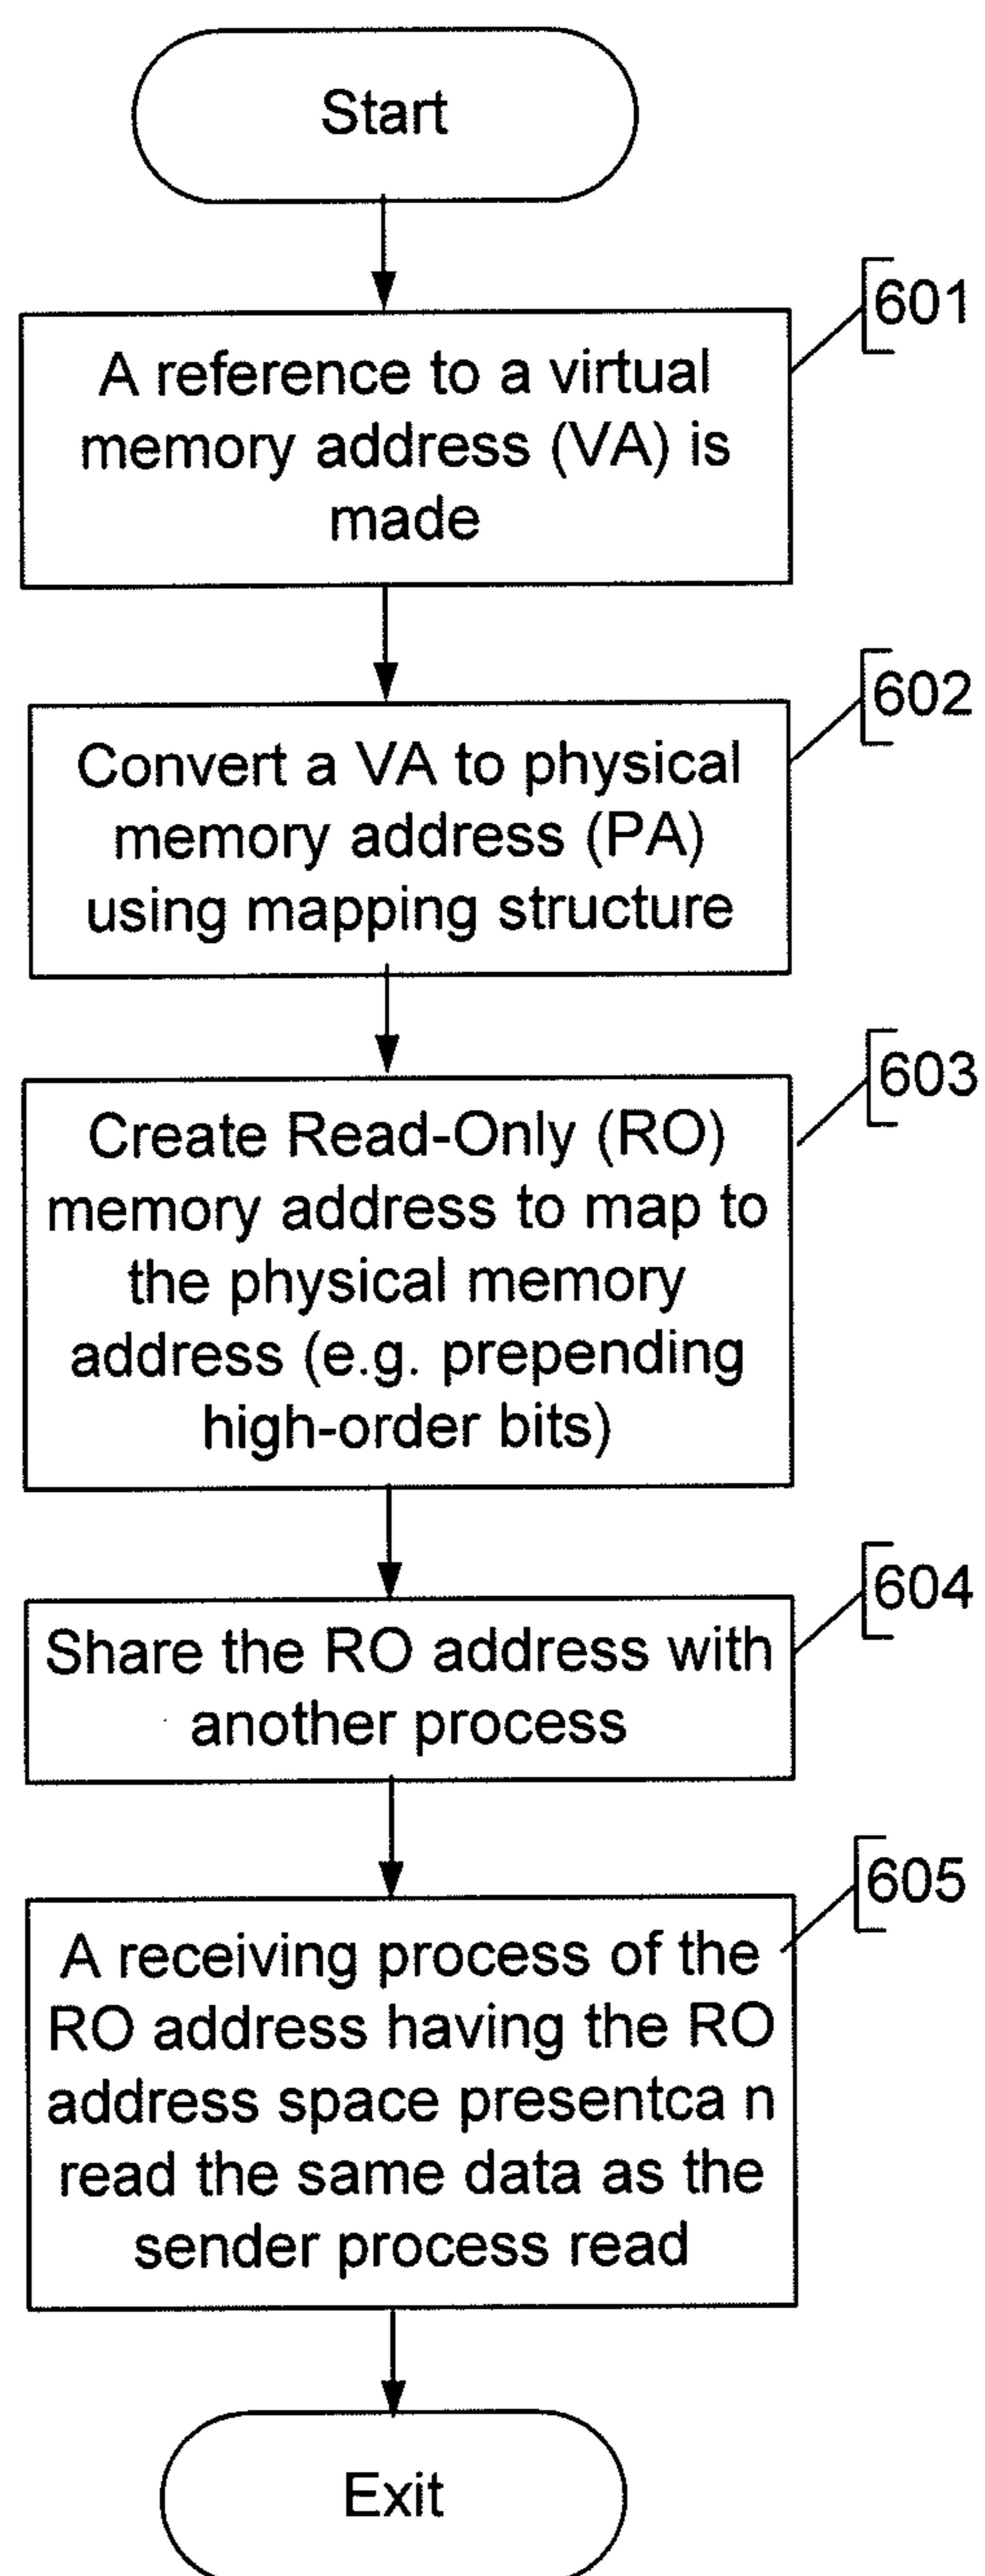 Start
601
A reference to a virtual
memory address (VA) is
made
602
Convert a VA to physical
memory address (PA)
using mapping structure
603
Create Read-Only (RO)
memory address to map to
the physical memory
address (e.g. prepending
high-order bits)
604
Share the RO address with
another process
605
A receiving process of the
RO address having the RO
address space presentca n
read the same data as the
sender process read
Exit